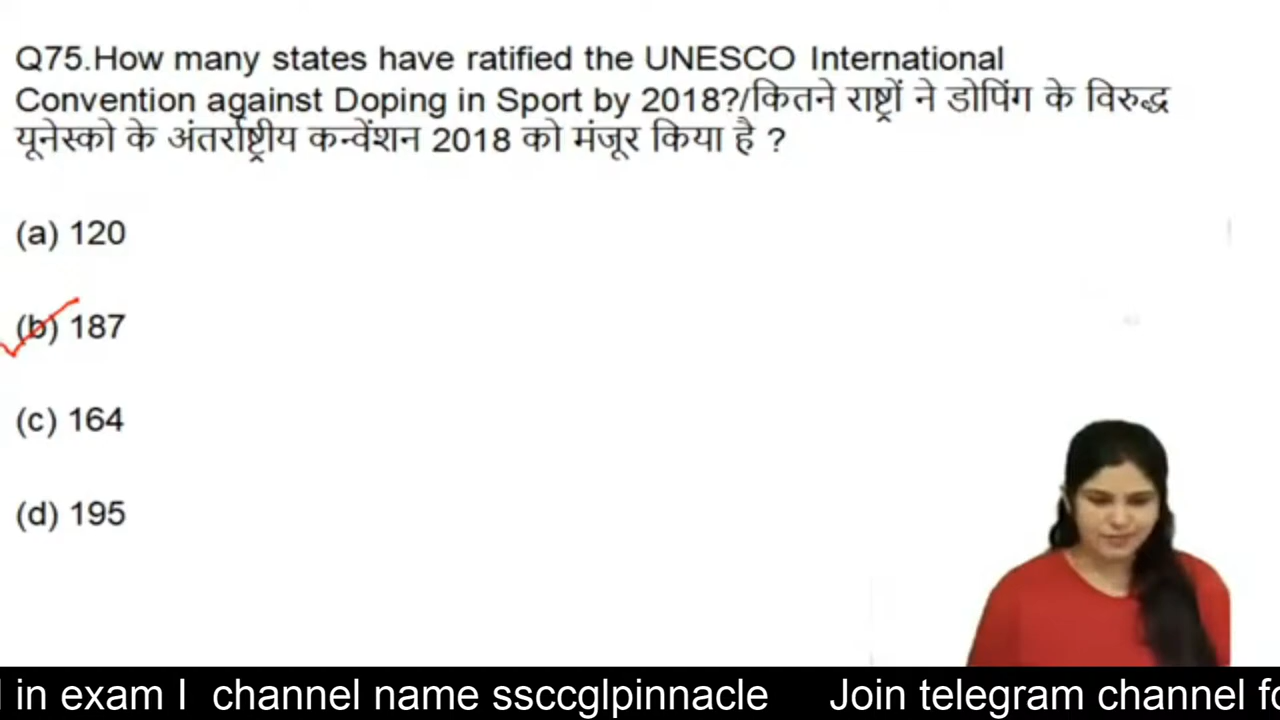 Q75.How many states have ratified the UNESCO International
Convention against Doping in Sport by 2018?/कितने राष्ट्रों ने डोपिंग के विरुद्ध
यूनेस्को के अंतर्राष्ट्रीय कन्वेंशन 2018 को मंजूर किया है ?
(a) 120
(b) 187
(c) 164
(d) 195
in exam I channel name ssccglpinnacle Join telegram channel